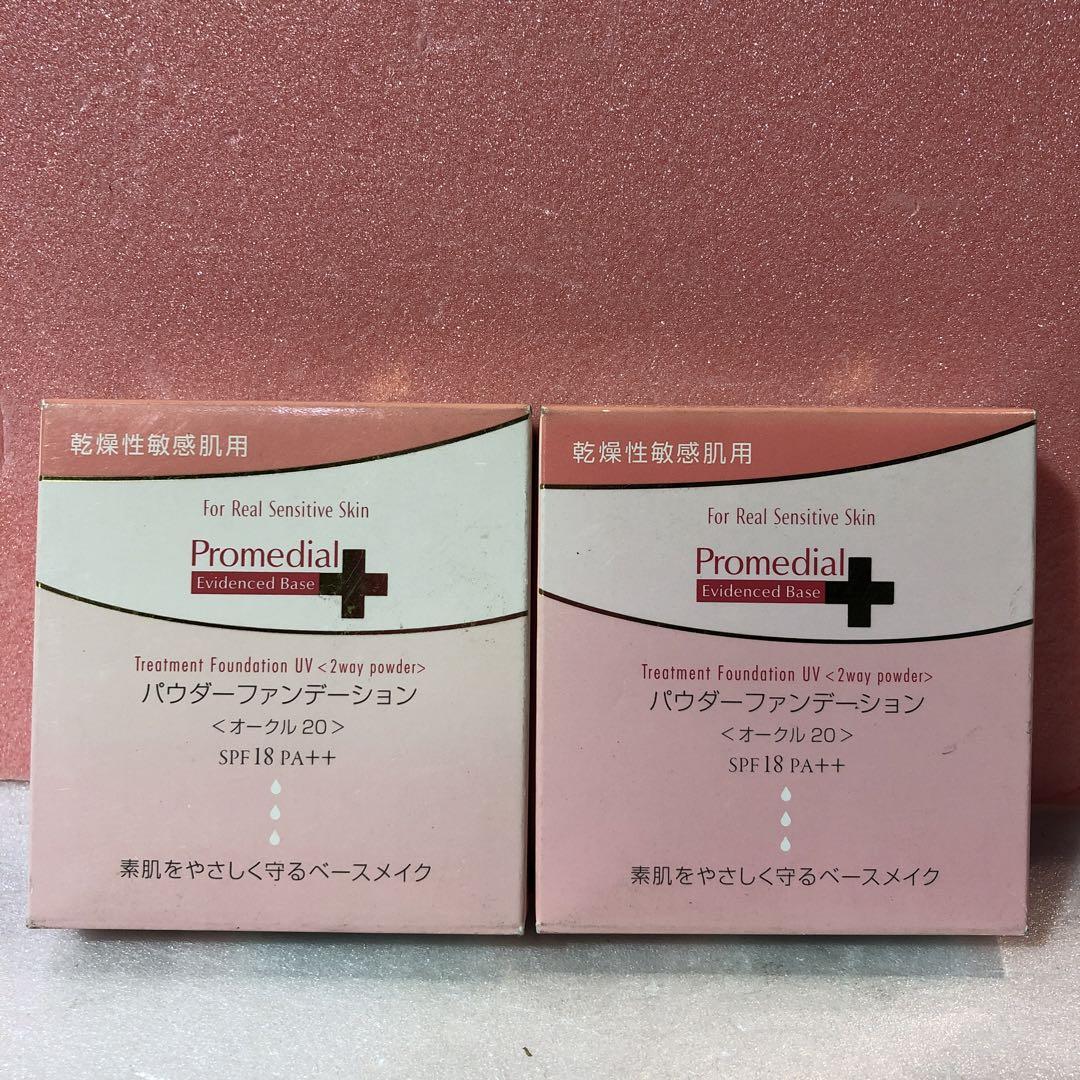 乾燥性敏感肌用
For Real Sensitive Skin
Promedial
Evidenced Base
Treatment Foundation UV <2way powder>
パウダーファンデーション
<オークル 20>
SPF18 PA++
素肌をやさしく守るベースメイク
乾燥性敏感肌用
For Real Sensitive Skin
Promedial
Evidenced Base
Treatment Foundation UV <2way powder>
パウダーファンデーション
<オークル 20>
SPF18 PA++
素肌をやさしく守るベースメイク